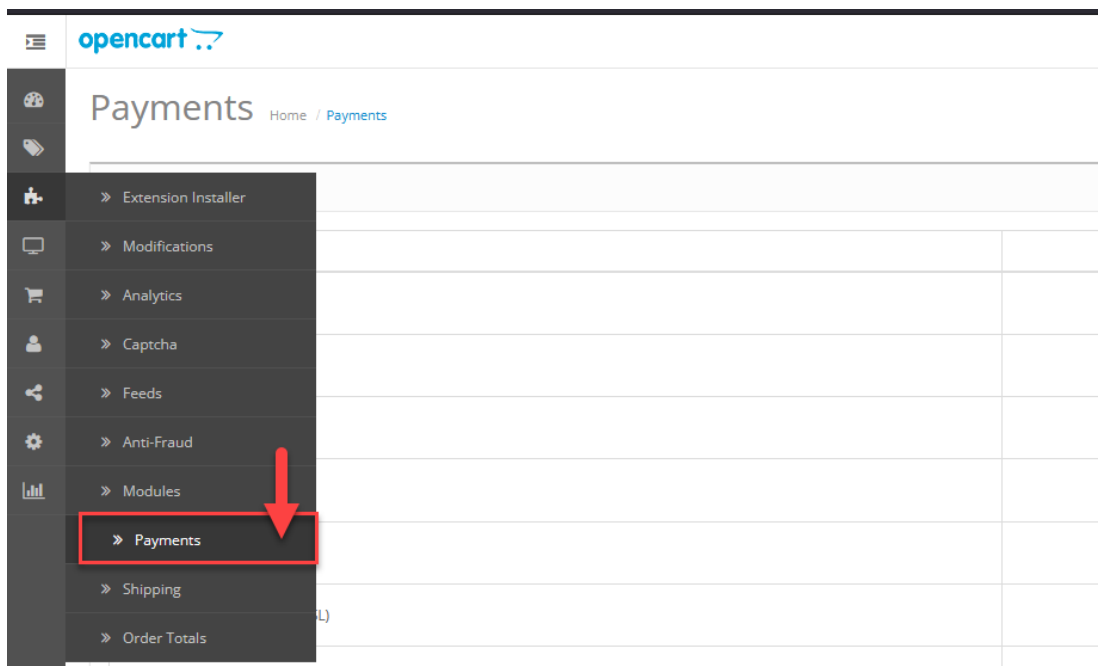 opencart
Payments Home / Payments
Extension Installer
Modifications
Analytics
Captcha
Feeds
Anti-Fraud
Modules
Payments
Shipping
L)
Order Totals